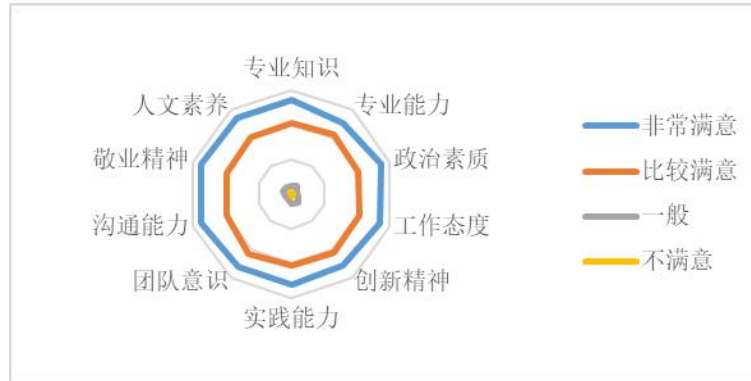 专业知识
专业能力
政治素质
工作态度
创新精神
实践能力
团队意识
沟通能力
敬业精神
人文素养
非常满意
比较满意
一般
不满意